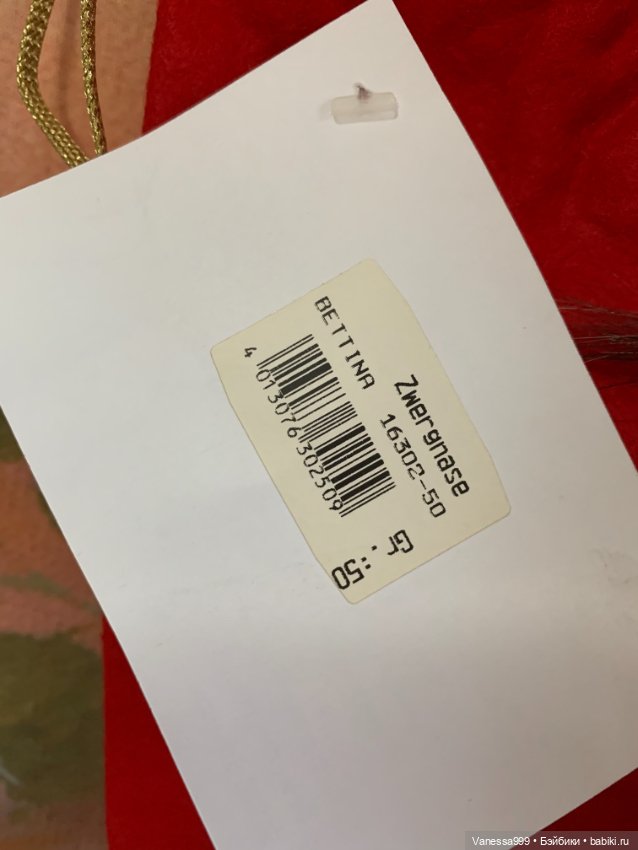 Zwergnase
BETTINA 16302-50
4 013076 302509
Gr.:50
Vanessa999 • Бэйбики • babiki.ru